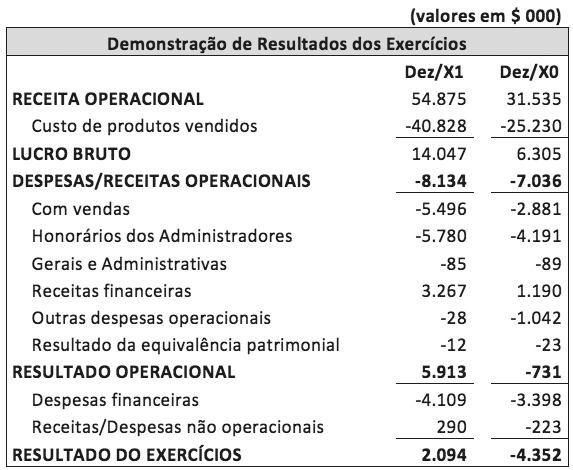 (valores em $ 000)
Demonstração de Resultados dos Exercícios
Dez/X1 Dez/X0
RECEITA OPERACIONAL 54.875 31.535
Custo de produtos vendidos -40.828 -25.230
LUCRO BRUTO 14.047 6.305
DESPESAS/RECEITAS OPERACIONAIS -8.134 -7.036
Com vendas -5.496 -2.881
Honorários dos Administradores -5.780 -4.191
Gerais e Administrativas -85 -89
Receitas financeiras 3.267 1.190
Outras despesas operacionais -28 -1.042
Resultado da equivalência patrimonial -12 -23
RESULTADO OPERACIONAL 5.913 -731
Despesas financeiras -4.109 -3.398
Receitas/Despesas não operacionais 290 -223
RESULTADO DO EXERCÍCIOS 2.094 -4.352